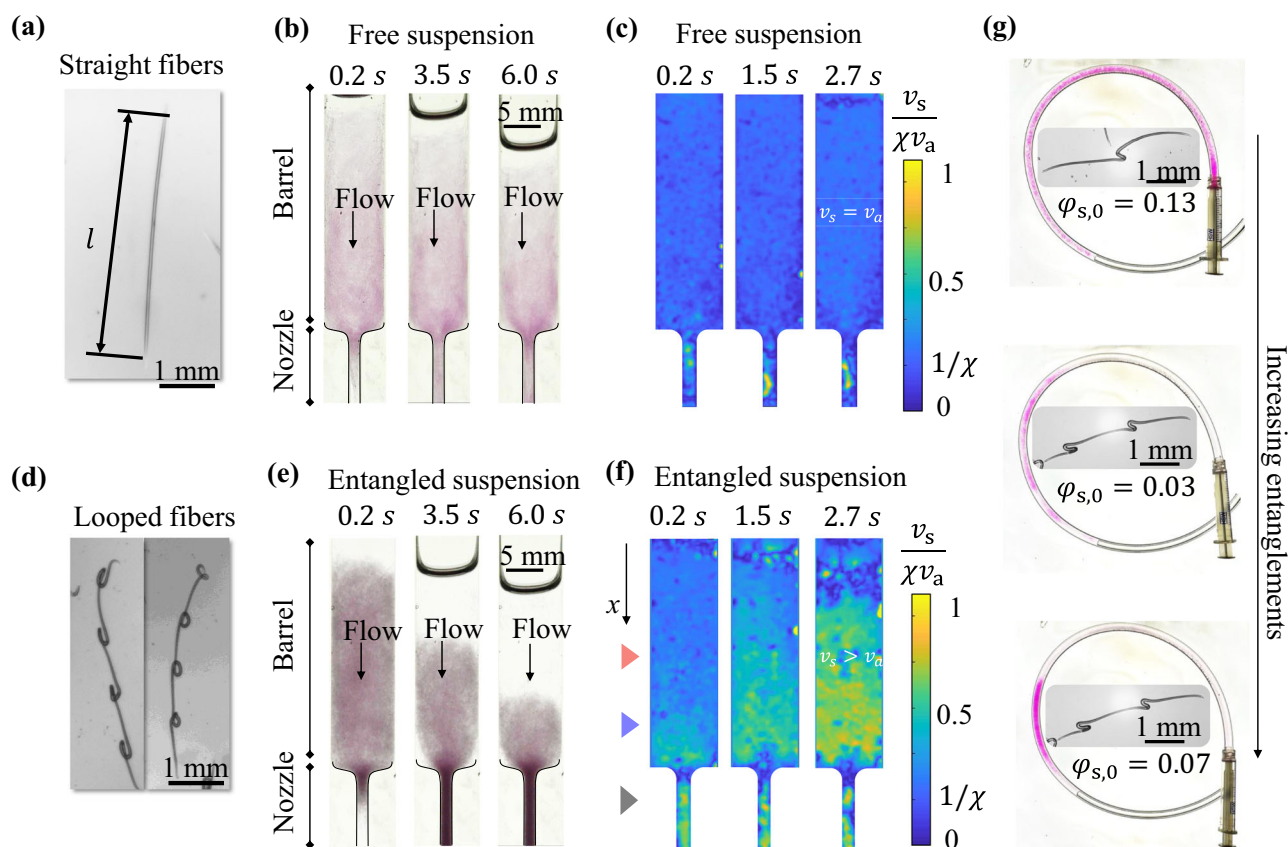 (a)
Straight fibers
l
1 mm
(b)
Free suspension
0.2 s 3.5 s 6.0 s
5 mm
Barrel
Flow Flow Flow
Nozzle
(c)
Free suspension
0.2 s 1.5 s 2.7 s
v_s = v_a
v_s / χv_a
1
0.5
1/χ
0
(d)
Looped fibers
1 mm
(e)
Entangled suspension
0.2 s 3.5 s 6.0 s
5 mm
Barrel
Flow Flow Flow
Nozzle
(f)
Entangled suspension
0.2 s 1.5 s 2.7 s
x
v_s > v_a
v_s / χv_a
1
0.5
1/χ
0
(g)
1 mm
φ_s,0 = 0.13
1 mm
φ_s,0 = 0.03
1 mm
φ_s,0 = 0.07
Increasing entanglements